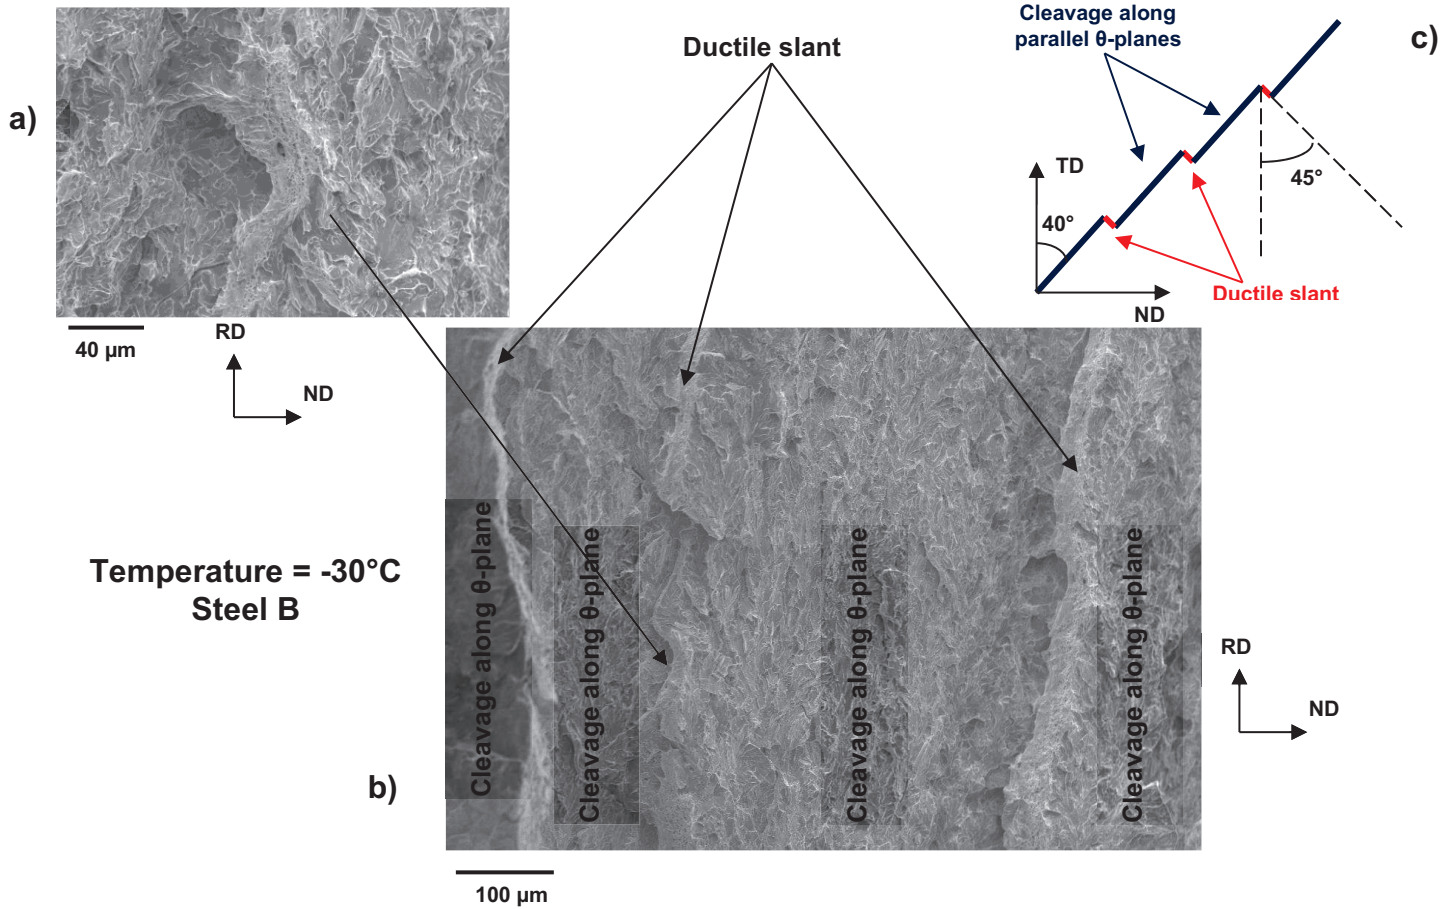 a)
40 µm
RD
ND
Ductile slant
Cleavage along
parallel θ-planes
c)
TD
40°
45°
Ductile slant
ND
Temperature = -30°C
Steel B
b)
Cleavage along θ-plane
Cleavage along θ-plane
Cleavage along θ-plane
Cleavage along θ-plane
RD
ND
100 µm